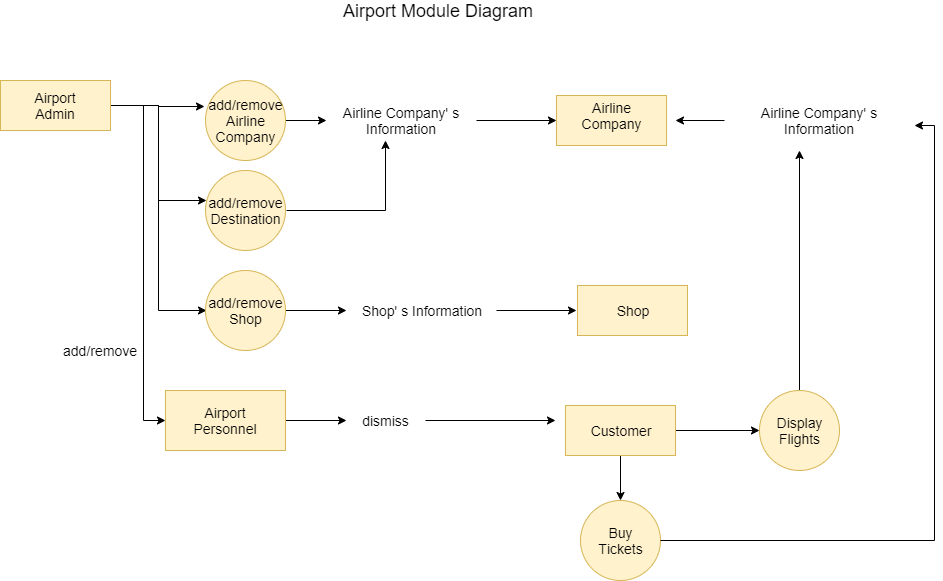 Airport Module Diagram
Airport
Admin
add/remove
Airline
Company
Airline Company' s
Information
Airline
Company
Airline Company' s
Information
add/remove
Destination
add/remove
Shop
Shop' s Information
Shop
add/remove
Airport
Personnel
dismiss
Customer
Display
Flights
Buy
Tickets